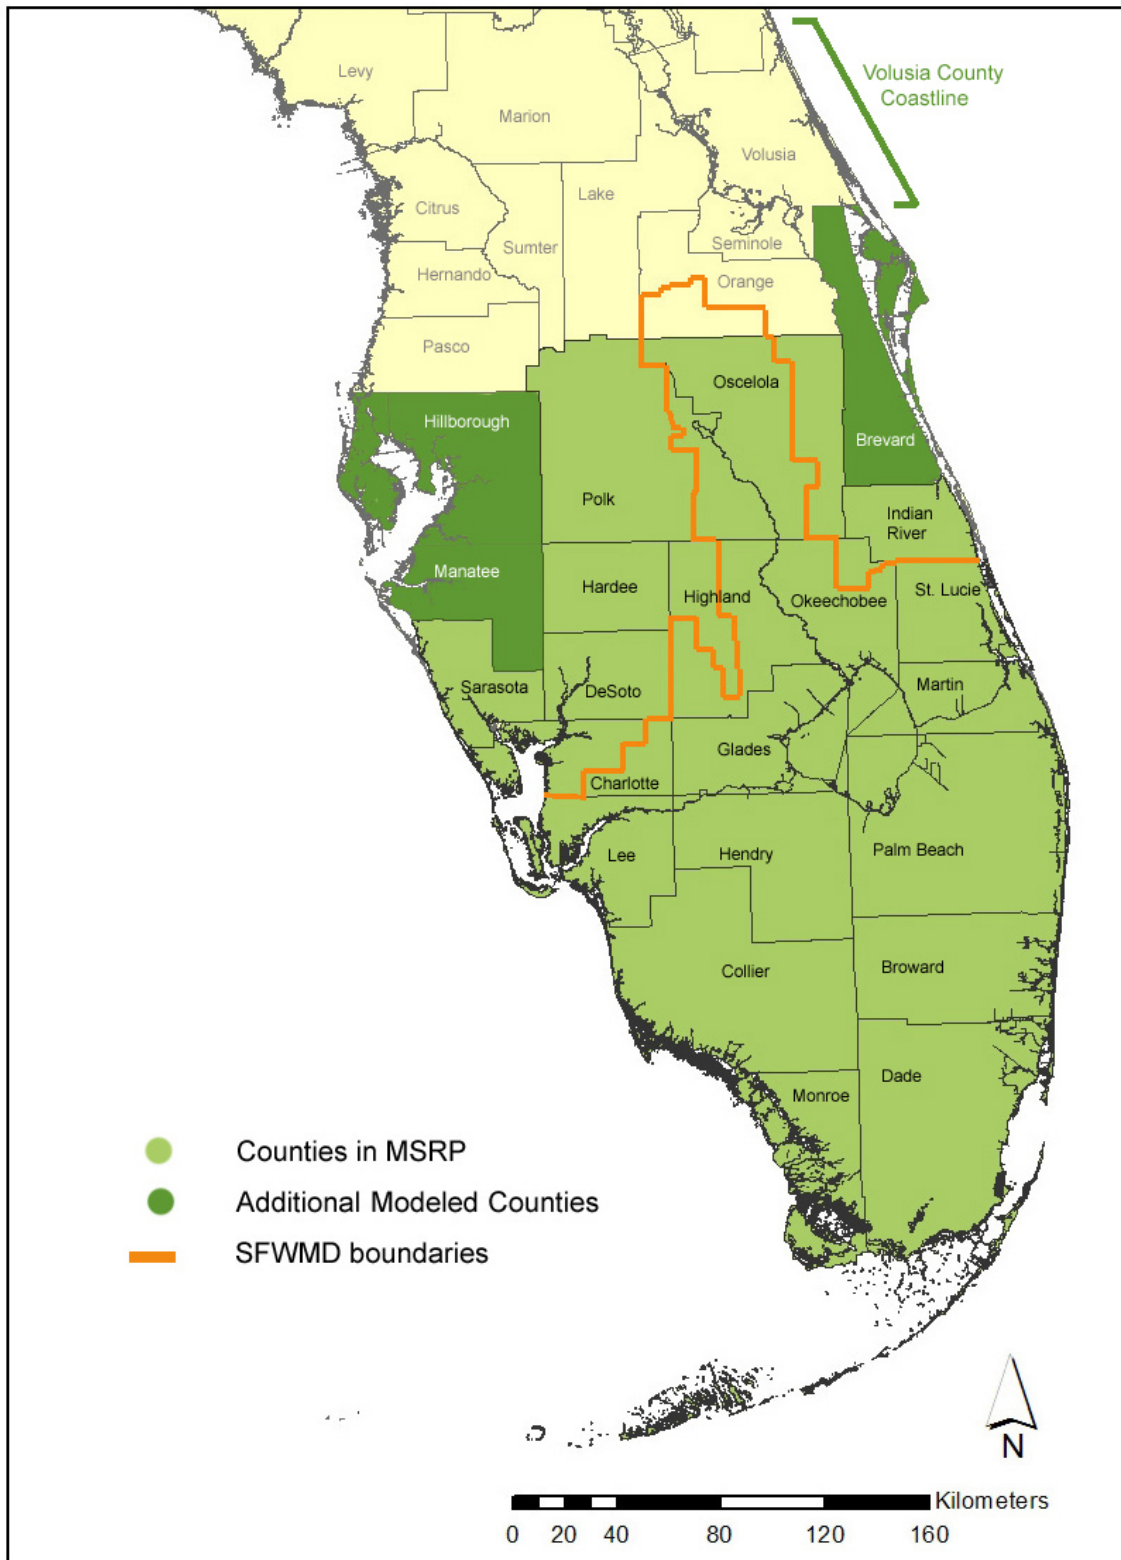 Levy
Volusia County
Coastline
Marion
Volusia
Lake
Citrus
Sumter
Seminole
Hernando
Orange
Pasco
Oscelola
Hillborough
Brevard
Polk
Indian
River
Manatee
Hardee
Highland
Okeechobee
St. Lucie
Sarasota
DeSoto
Martin
Glades
Charlotte
Lee
Hendry
Palm Beach
Collier
Broward
Dade
Monroe
Counties in MSRP
Additional Modeled Counties
SFWMD boundaries
N
Kilometers
0 20 40 80 120 160